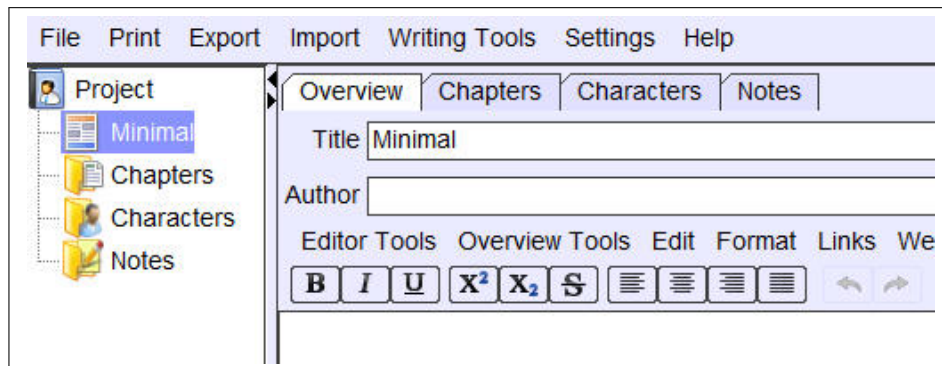 File Print Export Import Writing Tools Settings Help
Project
Minimal
Chapters
Characters
Notes
Overview Chapters Characters Notes
Title Minimal
Author
Editor Tools Overview Tools Edit Format Links We
B I U X² X₂ S